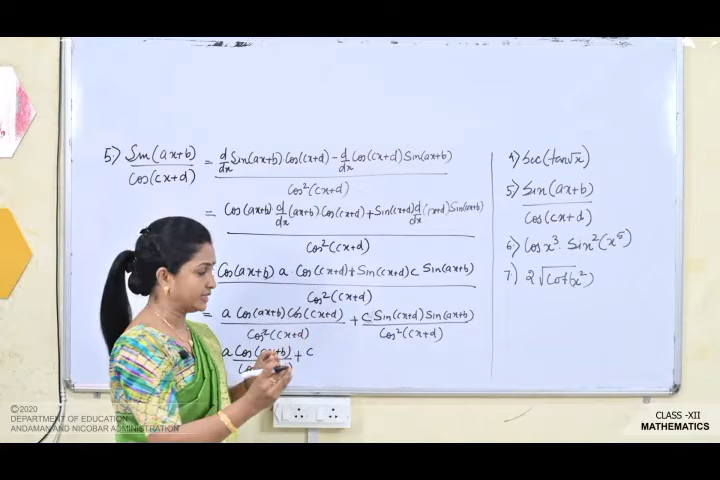 5) Sin(ax+b)/Cos(cx+d) = d/dx Sin(ax+b) Cos(cx+d) - d/dx Cos(cx+d) Sin(ax+b) / Cos²(cx+d)
= Cos(ax+b) d/dx (ax+b) Cos(cx+d) + Sin(cx+d) d/dx (cx+d) Sin(ax+b) / Cos²(cx+d)
Cos(ax+b) a Cos(cx+d) + Sin(cx+d) c Sin(ax+b) / Cos²(cx+d)
= a Cos(ax+b) Cos(cx+d) / Cos²(cx+d) + c Sin(cx+d) Sin(ax+b) / Cos²(cx+d)
a Cos(ax+b) + c
4) Sec(tan√x)
5) Sin(ax+b) / Cos(cx+d)
6) Cos x³ · Sin²(x⁵)
7) 2√Cot(x²)
©2020
DEPARTMENT OF EDUCATION
ANDAMAN AND NICOBAR ADMINISTRATION
CLASS -XII
MATHEMATICS